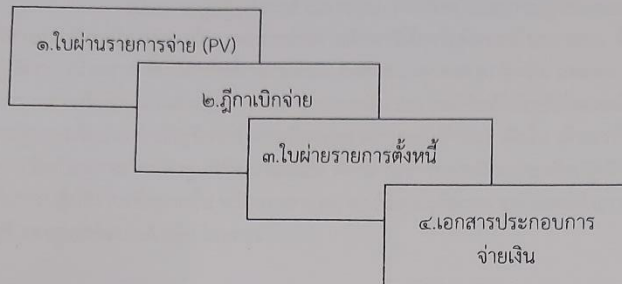 ๑.ใบผ่านรายการจ่าย (PV)
๒.ฎีกาเบิกจ่าย
๓.ใบผ่ายรายการตั้งหนี้
๔.เอกสารประกอบการ
จ่ายเงิน